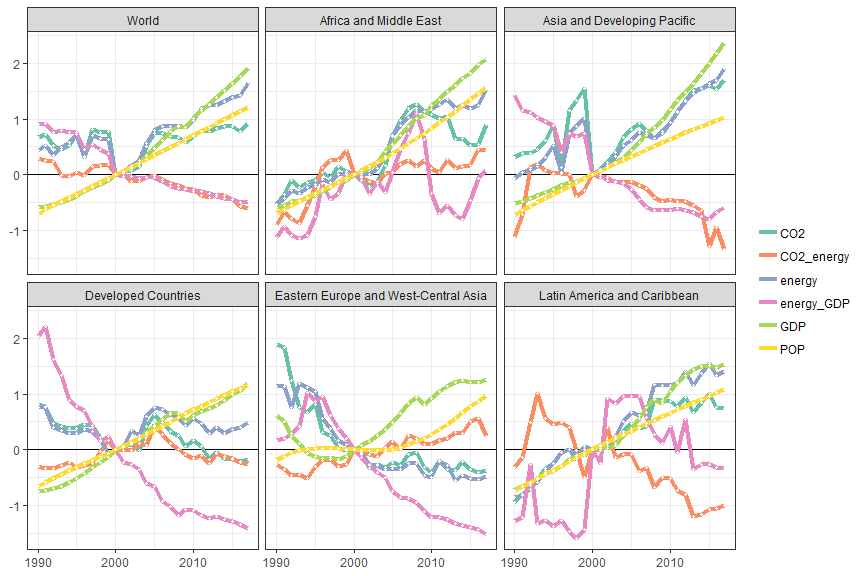 World
Africa and Middle East
Asia and Developing Pacific
2
1
0
-1
Developed Countries
Eastern Europe and West-Central Asia
Latin America and Caribbean
2
1
0
-1
1990 2000 2010 1990 2000 2010 1990 2000 2010
CO2
CO2_energy
energy
energy_GDP
GDP
POP